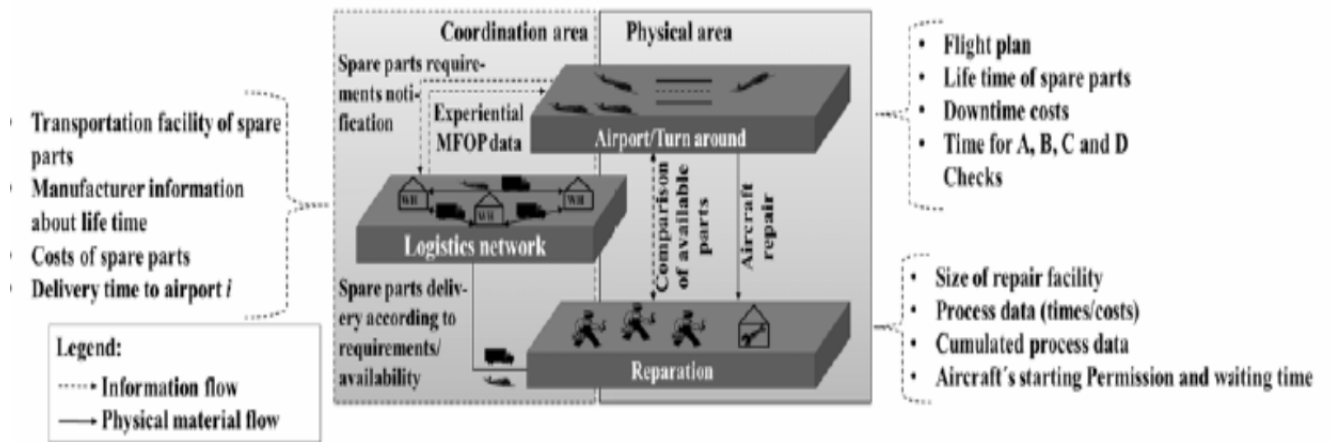 Coordination area
Physical area
Spare parts require-
ments noti-
fication
Experiential
MFOP data
Airport/Turn around
Transportation facility of spare
parts
Manufacturer information
about life time
Costs of spare parts
Delivery time to airport i
WH
WH
WH
Logistics network
Comparison
of available
parts
Aircraft
repair
Spare parts deliv-
ery according to
requirements/
availability
Reparation
• Flight plan
• Life time of spare parts
• Downtime costs
• Time for A, B, C and D
Checks
• Size of repair facility
• Process data (times/costs)
• Cumulated process data
• Aircraft´s starting Permission and waiting time
Legend:
Information flow
Physical material flow